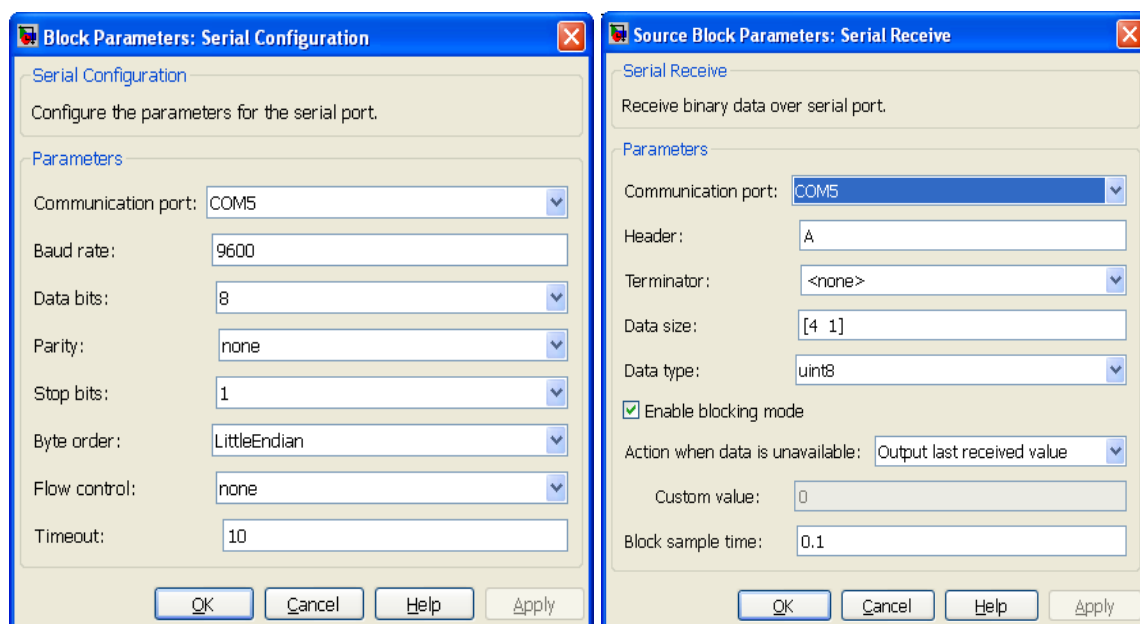 Block Parameters: Serial Configuration
Serial Configuration
Configure the parameters for the serial port.
Parameters
Communication port: COM5
Baud rate: 9600
Data bits: 8
Parity: none
Stop bits: 1
Byte order: LittleEndian
Flow control: none
Timeout: 10
OK Cancel Help Apply
Source Block Parameters: Serial Receive
Serial Receive
Receive binary data over serial port.
Parameters
Communication port: COM5
Header: A
Terminator: <none>
Data size: [4 1]
Data type: uint8
Enable blocking mode
Action when data is unavailable: Output last received value
Custom value: 0
Block sample time: 0.1
OK Cancel Help Apply